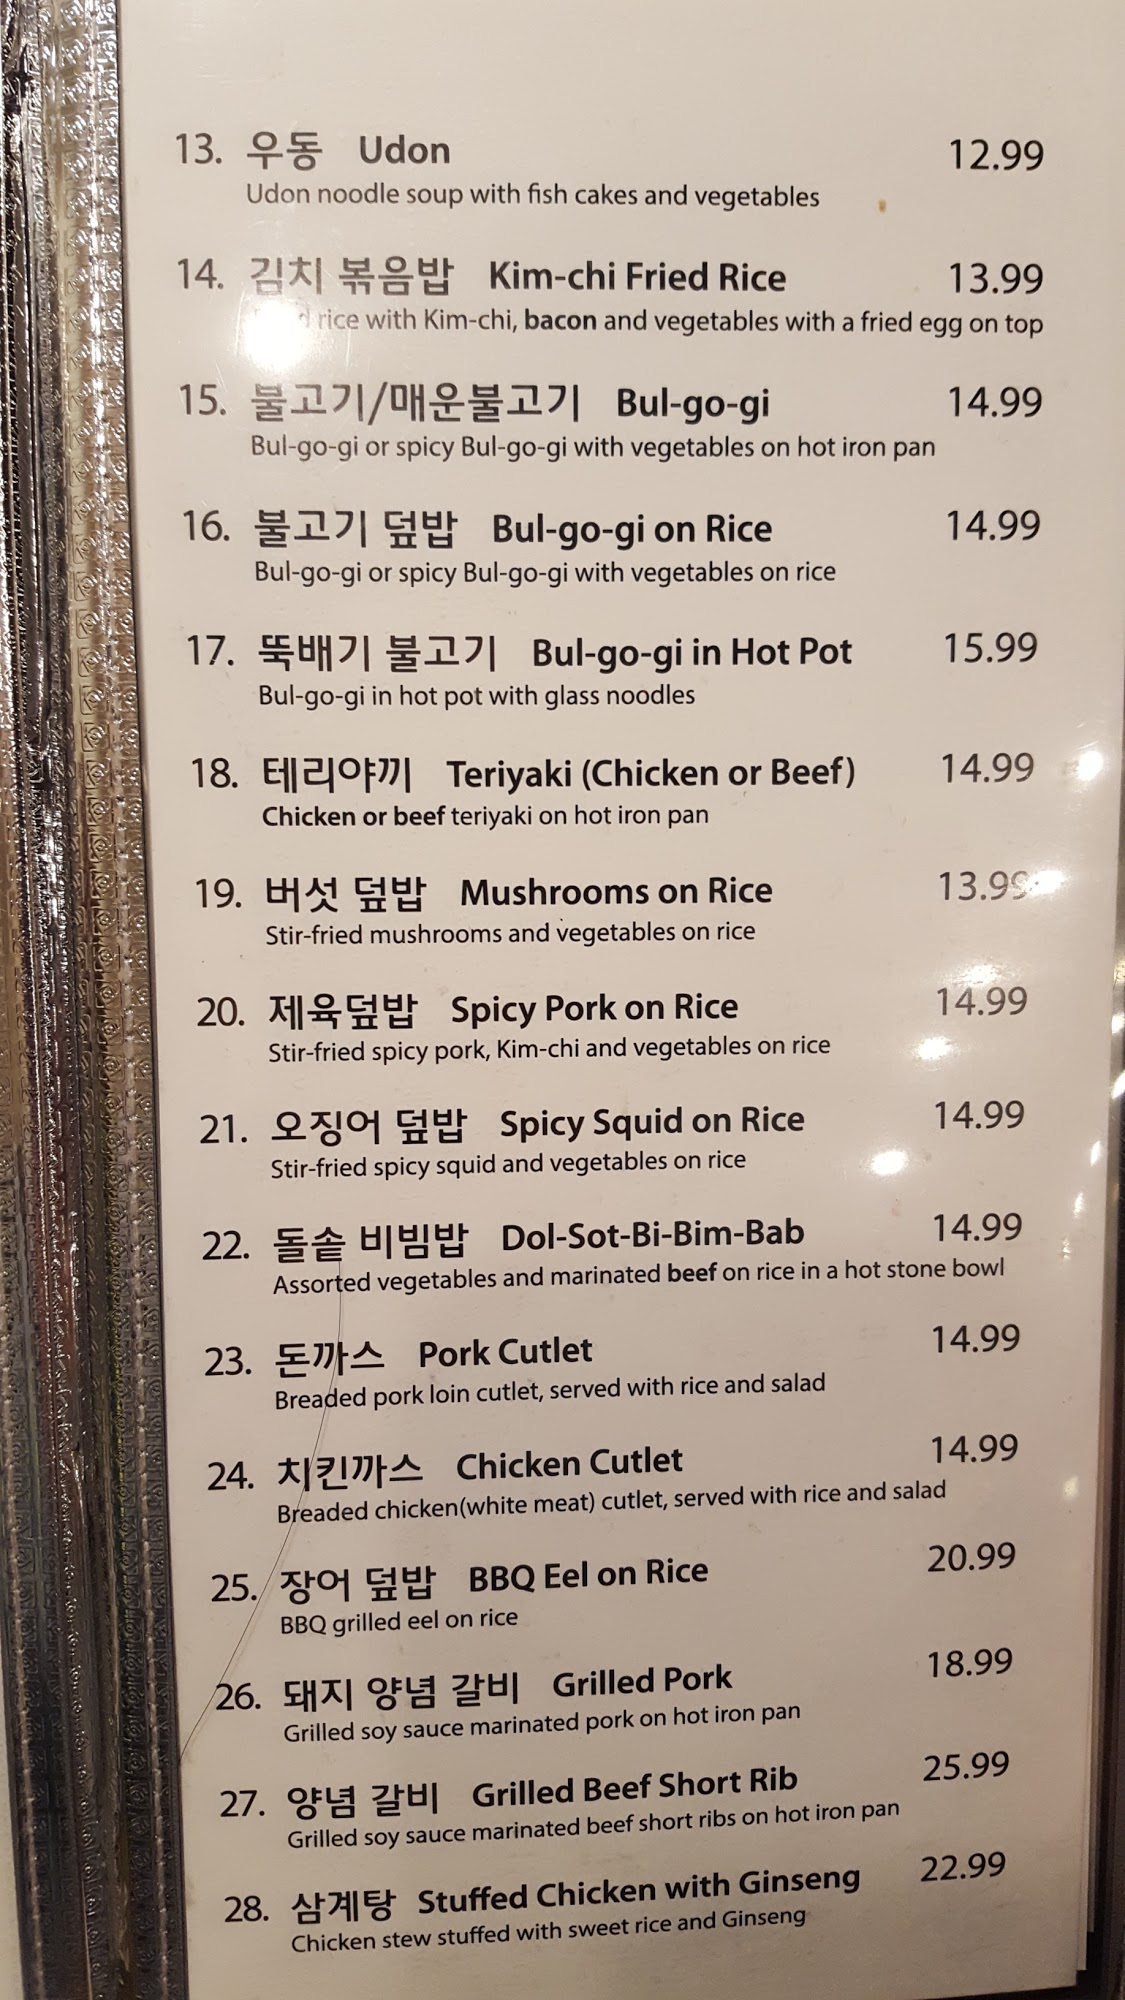 13. 우동 Udon 12.99
Udon noodle soup with fish cakes and vegetables
14. 김치 볶음밥 Kim-chi Fried Rice 13.99
rice with Kim-chi, bacon and vegetables with a fried egg on top
15. 불고기/매운불고기 Bul-go-gi 14.99
Bul-go-gi or spicy Bul-go-gi with vegetables on hot iron pan
16. 불고기 덮밥 Bul-go-gi on Rice 14.99
Bul-go-gi or spicy Bul-go-gi with vegetables on rice
17. 뚝배기 불고기 Bul-go-gi in Hot Pot 15.99
Bul-go-gi in hot pot with glass noodles
18. 테리야끼 Teriyaki (Chicken or Beef) 14.99
Chicken or beef teriyaki on hot iron pan
19. 버섯 덮밥 Mushrooms on Rice 13.99
Stir-fried mushrooms and vegetables on rice
20. 제육덮밥 Spicy Pork on Rice 14.99
Stir-fried spicy pork, Kim-chi and vegetables on rice
21. 오징어 덮밥 Spicy Squid on Rice 14.99
Stir-fried spicy squid and vegetables on rice
22. 돌솥 비빔밥 Dol-Sot-Bi-Bim-Bab 14.99
Assorted vegetables and marinated beef on rice in a hot stone bowl
23. 돈까스 Pork Cutlet 14.99
Breaded pork loin cutlet, served with rice and salad
24. 치킨까스 Chicken Cutlet 14.99
Breaded chicken(white meat) cutlet, served with rice and salad
25. 장어 덮밥 BBQ Eel on Rice 20.99
BBQ grilled eel on rice
26. 돼지 양념 갈비 Grilled Pork 18.99
Grilled soy sauce marinated pork on hot iron pan
27. 양념 갈비 Grilled Beef Short Rib 25.99
Grilled soy sauce marinated beef short ribs on hot iron pan
28. 삼계탕 Stuffed Chicken with Ginseng 22.99
Chicken stew stuffed with sweet rice and Ginseng